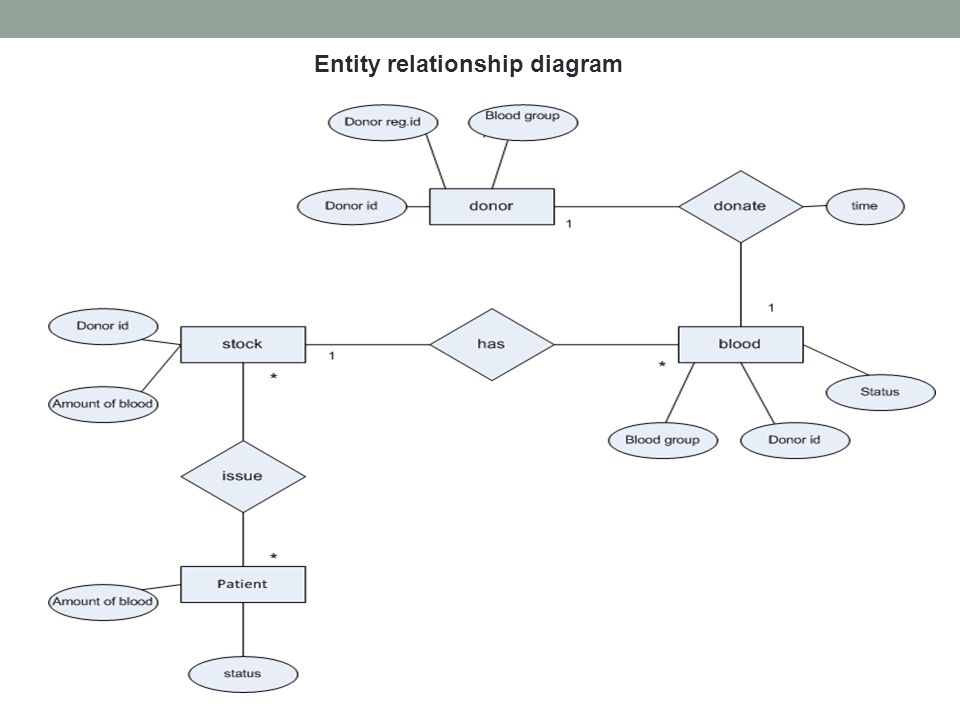 Entity relationship diagram
Donor reg.id
Blood group
Donor id
donor
donate
time
1
1
Donor id
stock
has
blood
1
*
*
Amount of blood
Status
Blood group
Donor id
issue
*
Patient
Amount of blood
status